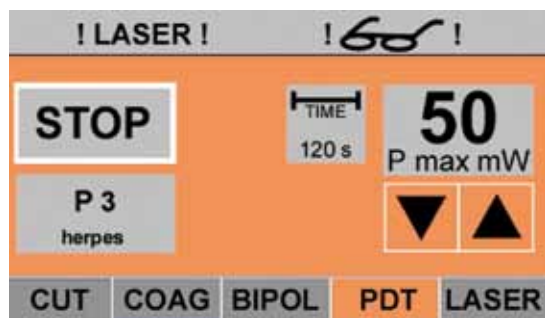 ! LASER ! ! !
STOP
TIME
120 s
50
P max mW
P 3
herpes
CUT COAG BIPOL PDT LASER